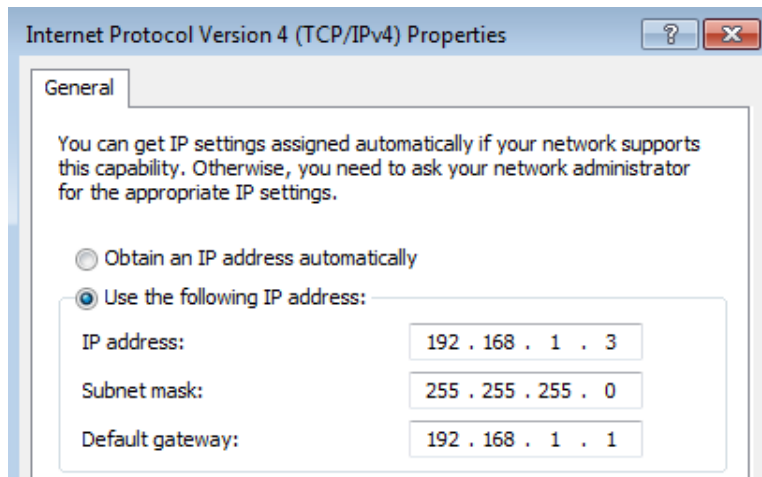 Internet Protocol Version 4 (TCP/IPv4) Properties
General
You can get IP settings assigned automatically if your network supports
this capability. Otherwise, you need to ask your network administrator
for the appropriate IP settings.
Obtain an IP address automatically
Use the following IP address:
IP address: 192 . 168 . 1 . 3
Subnet mask: 255 . 255 . 255 . 0
Default gateway: 192 . 168 . 1 . 1